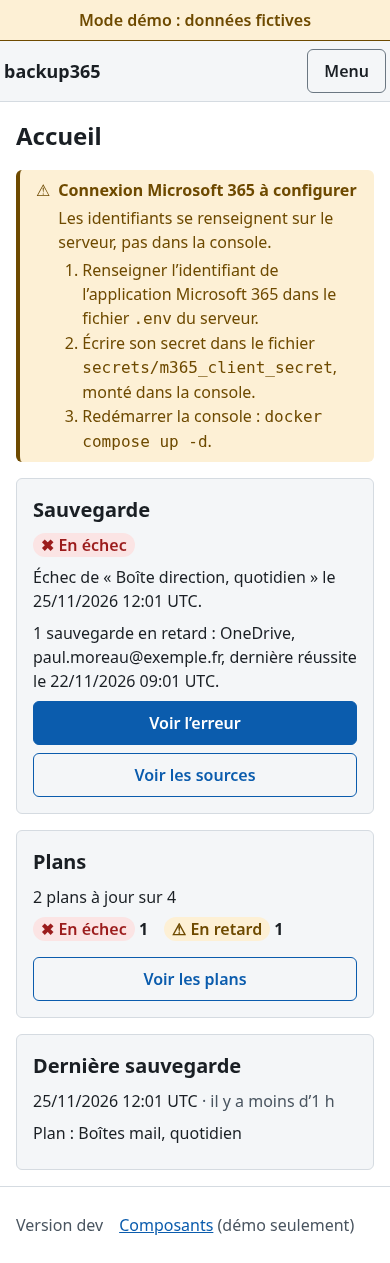 Mode démo : données fictives
backup365
Menu
Accueil
⚠ Connexion Microsoft 365 à configurer
Les identifiants se renseignent sur le
serveur, pas dans la console.
1. Renseigner l’identifiant de
l’application Microsoft 365 dans le
fichier .env du serveur.
2. Écrire son secret dans le fichier
secrets/m365_client_secret,
monté dans la console.
3. Redémarrer la console : docker
compose up -d.
Sauvegarde
✖ En échec
Échec de « Boîte direction, quotidien » le
25/11/2026 12:01 UTC.
1 sauvegarde en retard : OneDrive,
paul.moreau@exemple.fr, dernière réussite
le 22/11/2026 09:01 UTC.
Voir l’erreur
Voir les sources
Plans
2 plans à jour sur 4
✖ En échec 1 ⚠ En retard 1
Voir les plans
Dernière sauvegarde
25/11/2026 12:01 UTC · il y a moins d’1 h
Plan : Boîtes mail, quotidien
Version dev Composants (démo seulement)